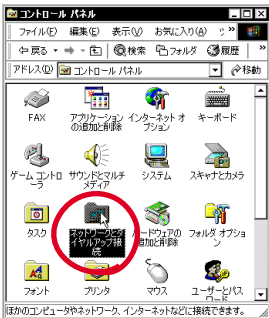 コントロール パネル
ファイル(F) 編集(E) 表示(V) お気に入り(A) ツ »
戻る 検索 フォルダ 履歴 »
アドレス(D) コントロール パネル 移動
FAX
アプリケーションの追加と削除
インターネット オプション
キーボード
ゲーム コントローラ
サウンドとマルチメディア
システム
スキャナとカメラ
タスク
ネットワークとダイヤルアップ接続
ハードウェアの追加と削除
フォルダ オプション
フォント
プリンタ
マウス
ユーザーとパスワード
ほかのコンピュータやネットワーク、インターネットなどに接続できます。